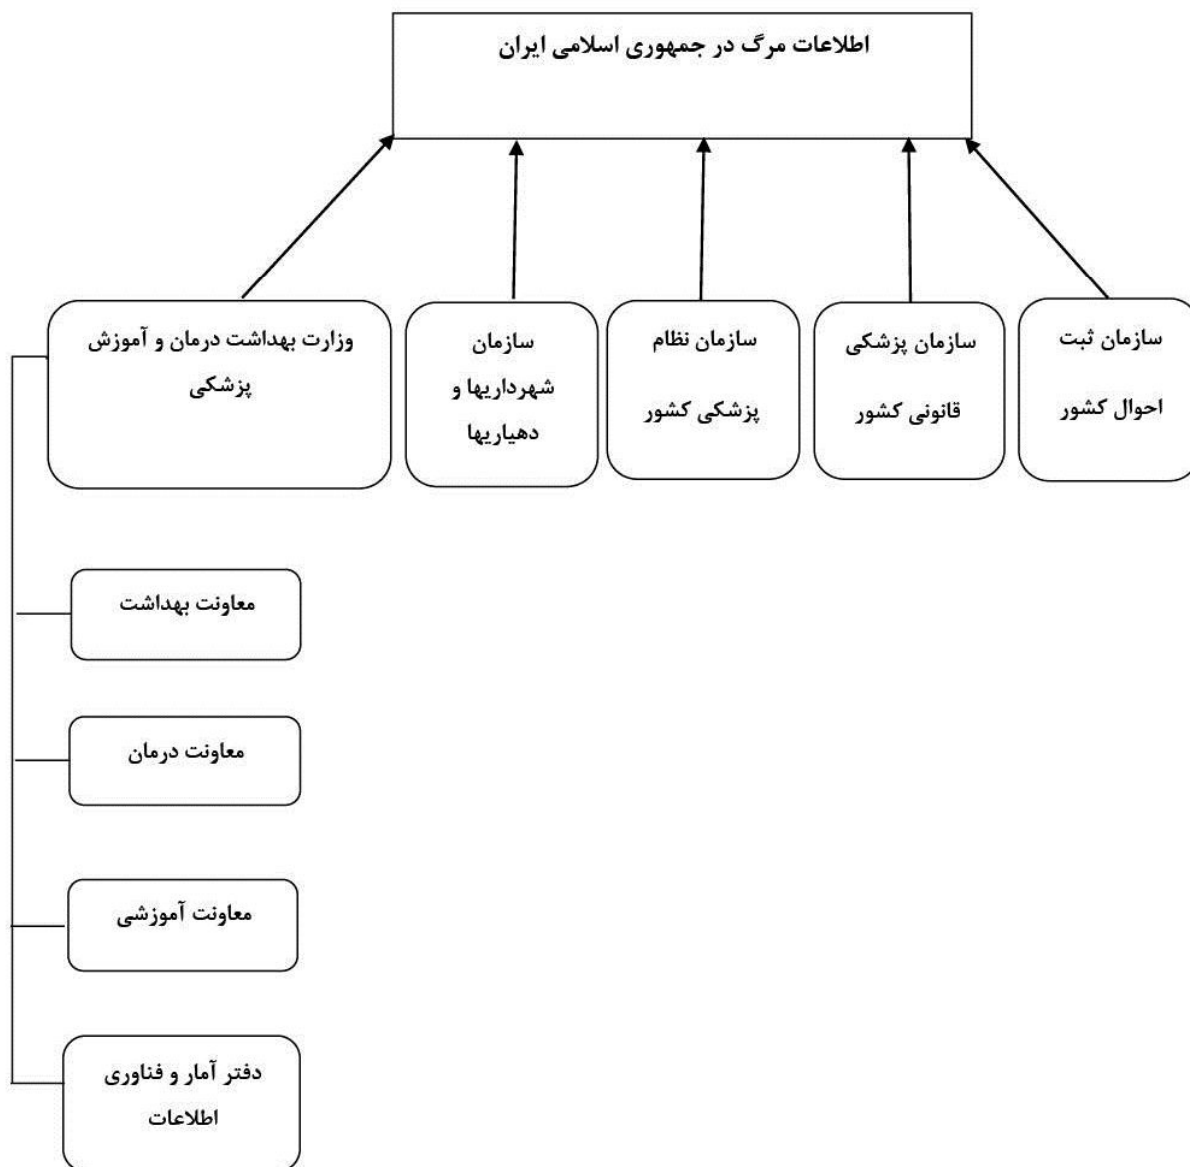 اطلاعات مرگ در جمهوری اسلامی ایران
سازمان ثبت
احوال کشور
سازمان پزشکی
قانونی کشور
سازمان نظام
پزشکی کشور
سازمان
شهرداریها و
دهیاریها
وزارت بهداشت درمان و آموزش
پزشکی
معاونت بهداشت
معاونت درمان
معاونت آموزشی
دفتر آمار و فناوری
اطلاعات